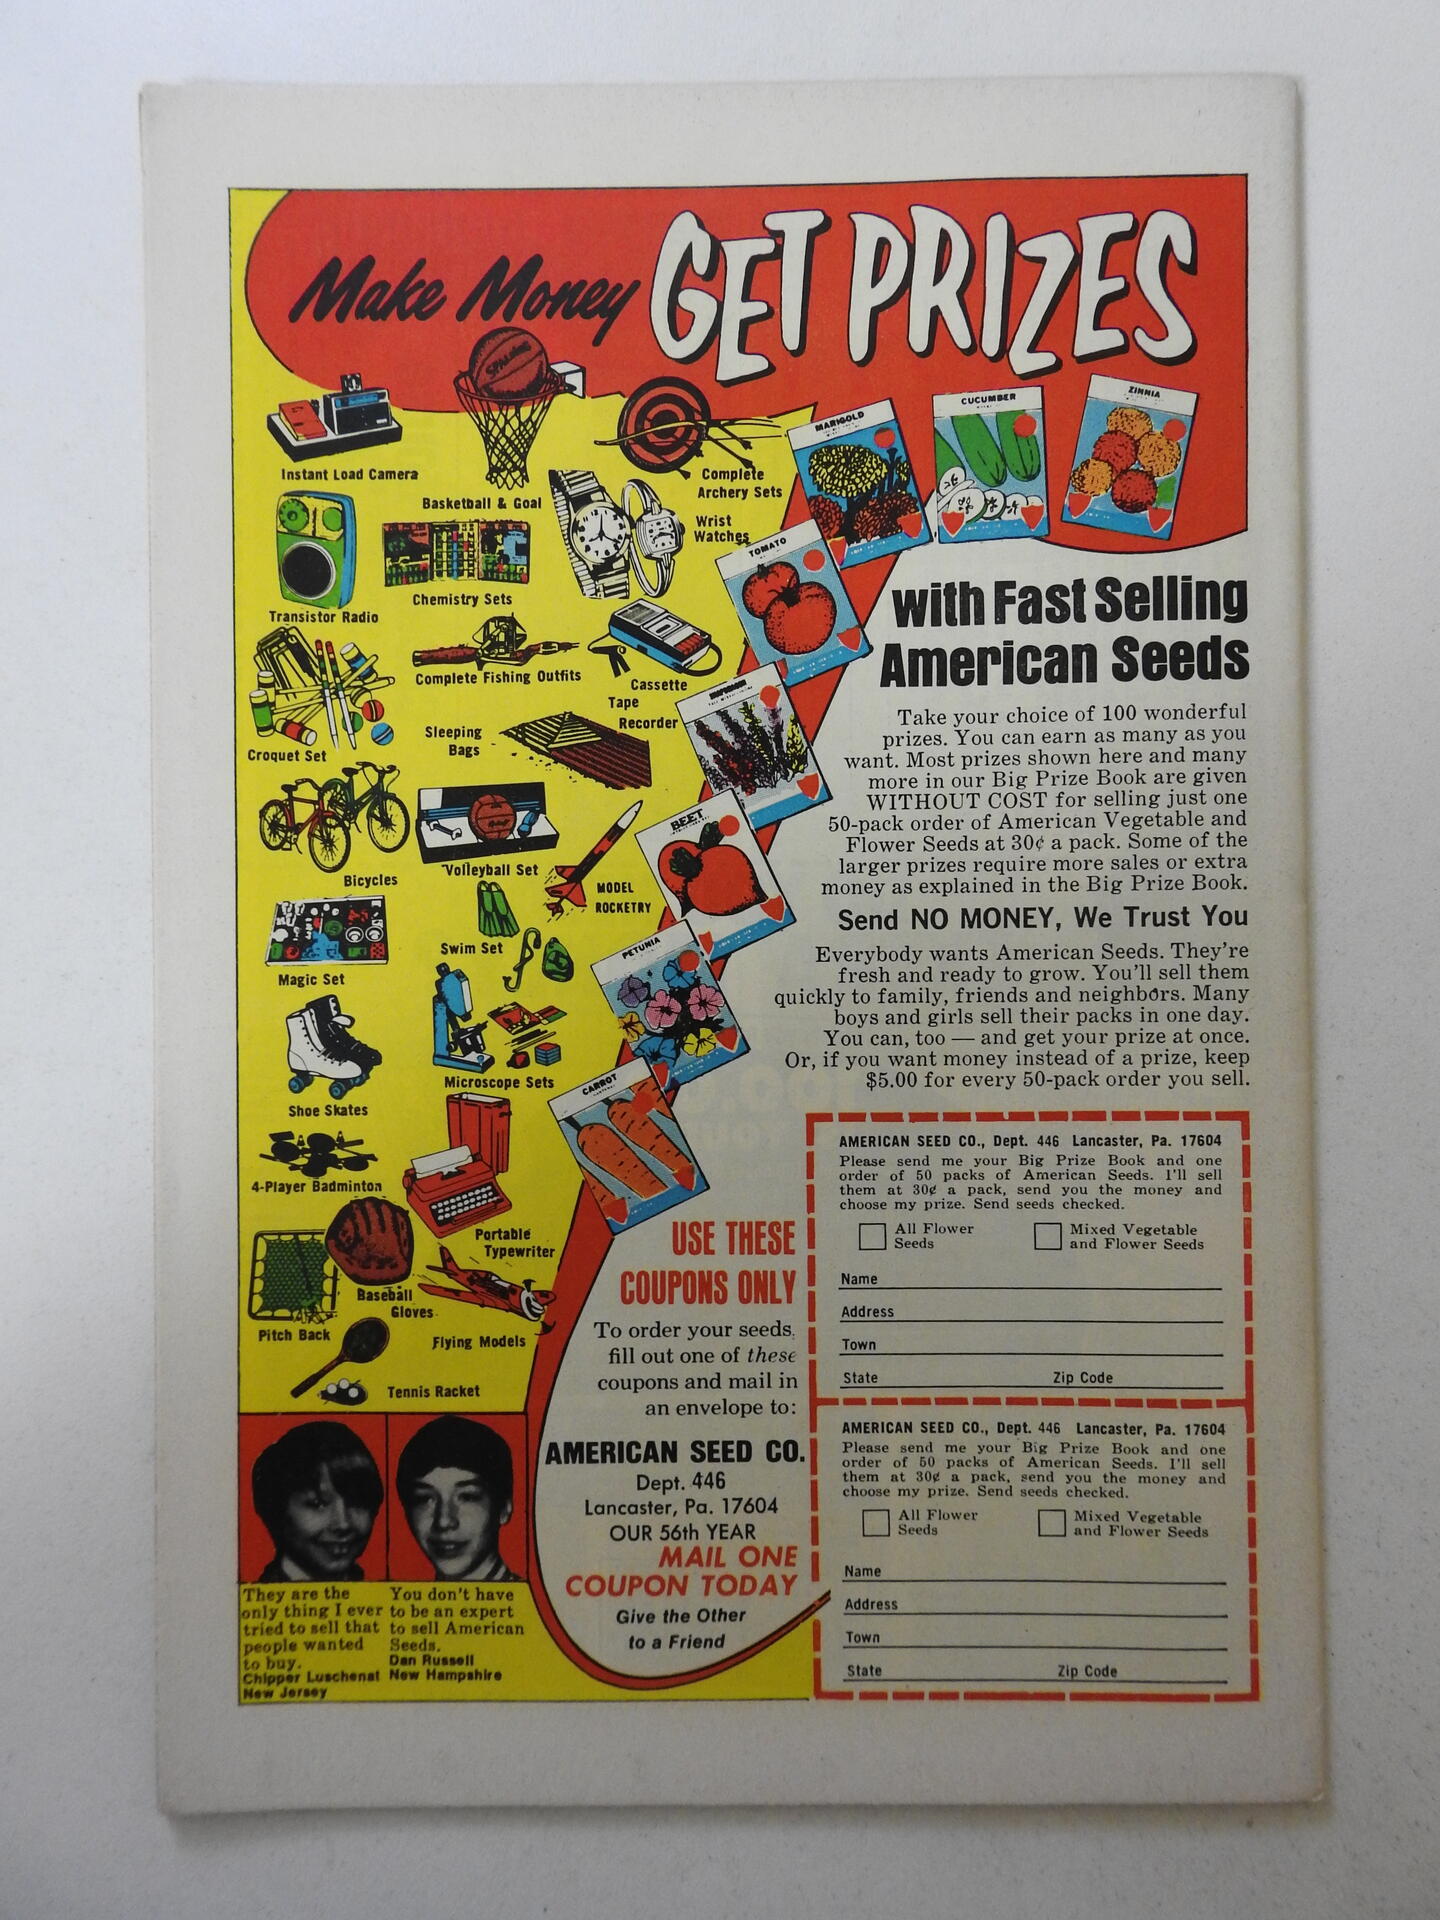 Make Money GET PRIZES
SPALDING
Instant Load Camera
Basketball & Goal
Complete
Archery Sets
Wrist
Watches
Transistor Radio
Chemistry Sets
Complete Fishing Outfits
Cassette
Tape
Recorder
Croquet Set
Sleeping
Bags
Bicycles
Volleyball Set
MODEL
ROCKETRY
Magic Set
Swim Set
Shoe Skates
Microscope Sets
4-Player Badminton
Portable
Typewriter
Baseball
Gloves
Pitch Back
Flying Models
Tennis Racket
MARIGOLD
CUCUMBER
ZINNIA
TOMATO
BEET
PETUNIA
CARROT
with Fast Selling
American Seeds
Take your choice of 100 wonderful
prizes. You can earn as many as you
want. Most prizes shown here and many
more in our Big Prize Book are given
WITHOUT COST for selling just one
50-pack order of American Vegetable and
Flower Seeds at 30¢ a pack. Some of the
larger prizes require more sales or extra
money as explained in the Big Prize Book.
Send NO MONEY, We Trust You
Everybody wants American Seeds. They're
fresh and ready to grow. You'll sell them
quickly to family, friends and neighbors. Many
boys and girls sell their packs in one day.
You can, too — and get your prize at once.
Or, if you want money instead of a prize, keep
$5.00 for every 50-pack order you sell.
USE THESE
COUPONS ONLY
To order your seeds,
fill out one of these
coupons and mail in
an envelope to:
AMERICAN SEED CO.
Dept. 446
Lancaster, Pa. 17604
OUR 56th YEAR
MAIL ONE
COUPON TODAY
Give the Other
to a Friend
AMERICAN SEED CO., Dept. 446 Lancaster, Pa. 17604
Please send me your Big Prize Book and one
order of 50 packs of American Seeds. I'll sell
them at 30¢ a pack, send you the money and
choose my prize. Send seeds checked.
All Flower
Seeds
Mixed Vegetable
and Flower Seeds
Name
Address
Town
State Zip Code
AMERICAN SEED CO., Dept. 446 Lancaster, Pa. 17604
Please send me your Big Prize Book and one
order of 50 packs of American Seeds. I'll sell
them at 30¢ a pack, send you the money and
choose my prize. Send seeds checked.
All Flower
Seeds
Mixed Vegetable
and Flower Seeds
Name
Address
Town
State Zip Code
They are the
only thing I ever
tried to sell that
people wanted
to buy.
Chipper Luschenat
New Jersey
You don't have
to be an expert
to sell American
Seeds.
Dan Russell
New Hampshire